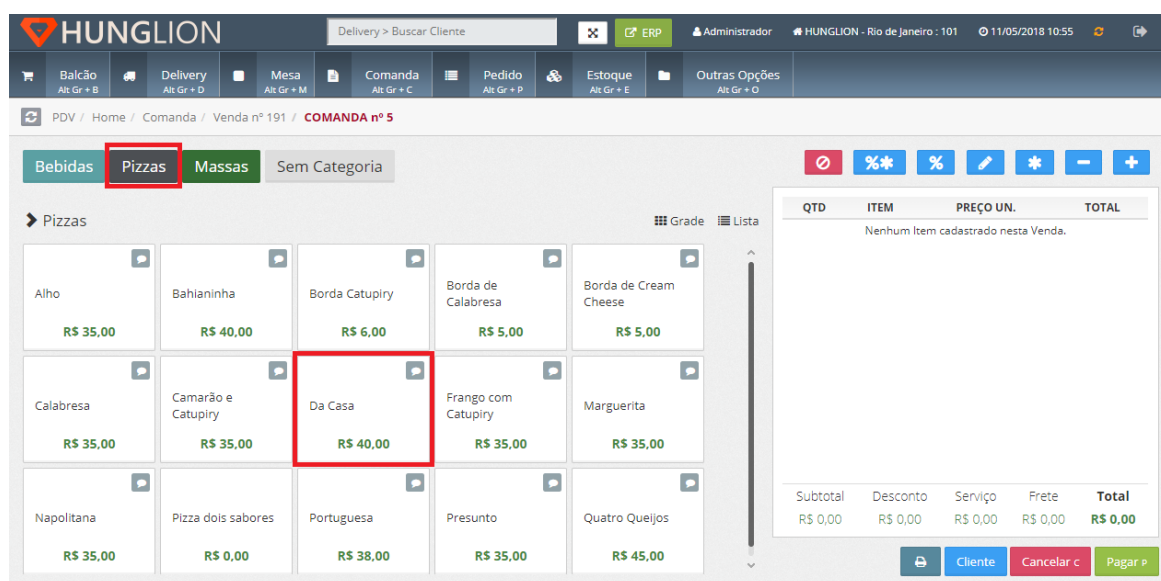 HUNGLION
Delivery > Buscar Cliente
ERP
Administrador
HUNGLION - Rio de Janeiro : 101
11/05/2018 10:55
Balcão
Alt Gr + B
Delivery
Alt Gr + D
Mesa
Alt Gr + M
Comanda
Alt Gr + C
Pedido
Alt Gr + P
Estoque
Alt Gr + E
Outras Opções
Alt Gr + O
PDV / Home / Comanda / Venda nº 191 / COMANDA nº 5
Bebidas
Pizzas
Massas
Sem Categoria
%*
%
Pizzas
Grade
Lista
Alho
R$ 35,00
Bahianinha
R$ 40,00
Borda Catupiry
R$ 6,00
Borda de
Calabresa
R$ 5,00
Borda de Cream
Cheese
R$ 5,00
Calabresa
R$ 35,00
Camarão e
Catupiry
R$ 35,00
Da Casa
R$ 40,00
Frango com
Catupiry
R$ 35,00
Marguerita
R$ 35,00
Napolitana
R$ 35,00
Pizza dois sabores
R$ 0,00
Portuguesa
R$ 38,00
Presunto
R$ 35,00
Quatro Queijos
R$ 45,00
QTD ITEM PREÇO UN. TOTAL
Nenhum Item cadastrado nesta Venda.
Subtotal Desconto Serviço Frete Total
R$ 0,00 R$ 0,00 R$ 0,00 R$ 0,00 R$ 0,00
Cliente
Cancelar C
Pagar P